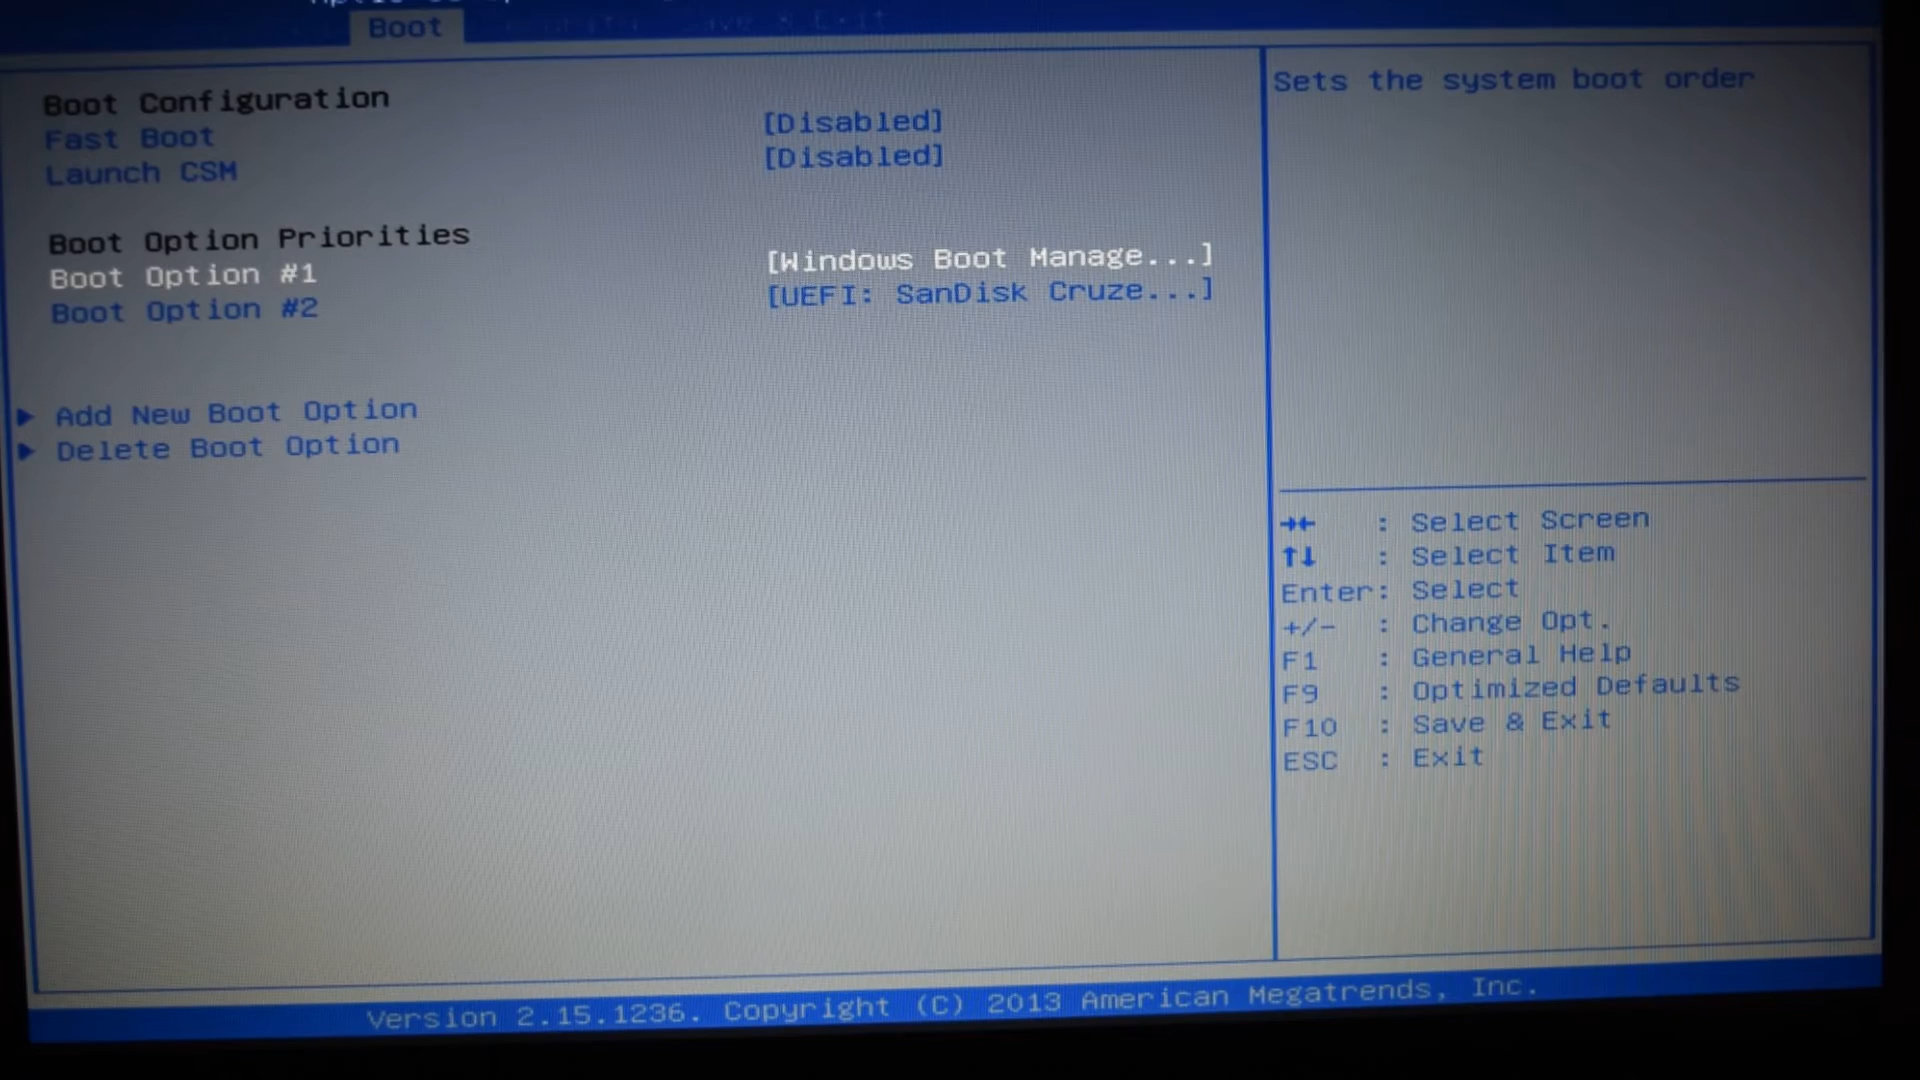 Boot
Boot Configuration
Fast Boot [Disabled]
Launch CSM [Disabled]
Boot Option Priorities
Boot Option #1 [Windows Boot Manage...]
Boot Option #2 [UEFI: SanDisk Cruze...]
▶ Add New Boot Option
▶ Delete Boot Option
Sets the system boot order
→← : Select Screen
↑↓ : Select Item
Enter: Select
+/- : Change Opt.
F1 : General Help
F9 : Optimized Defaults
F10 : Save & Exit
ESC : Exit
Version 2.15.1236. Copyright (C) 2013 American Megatrends, Inc.